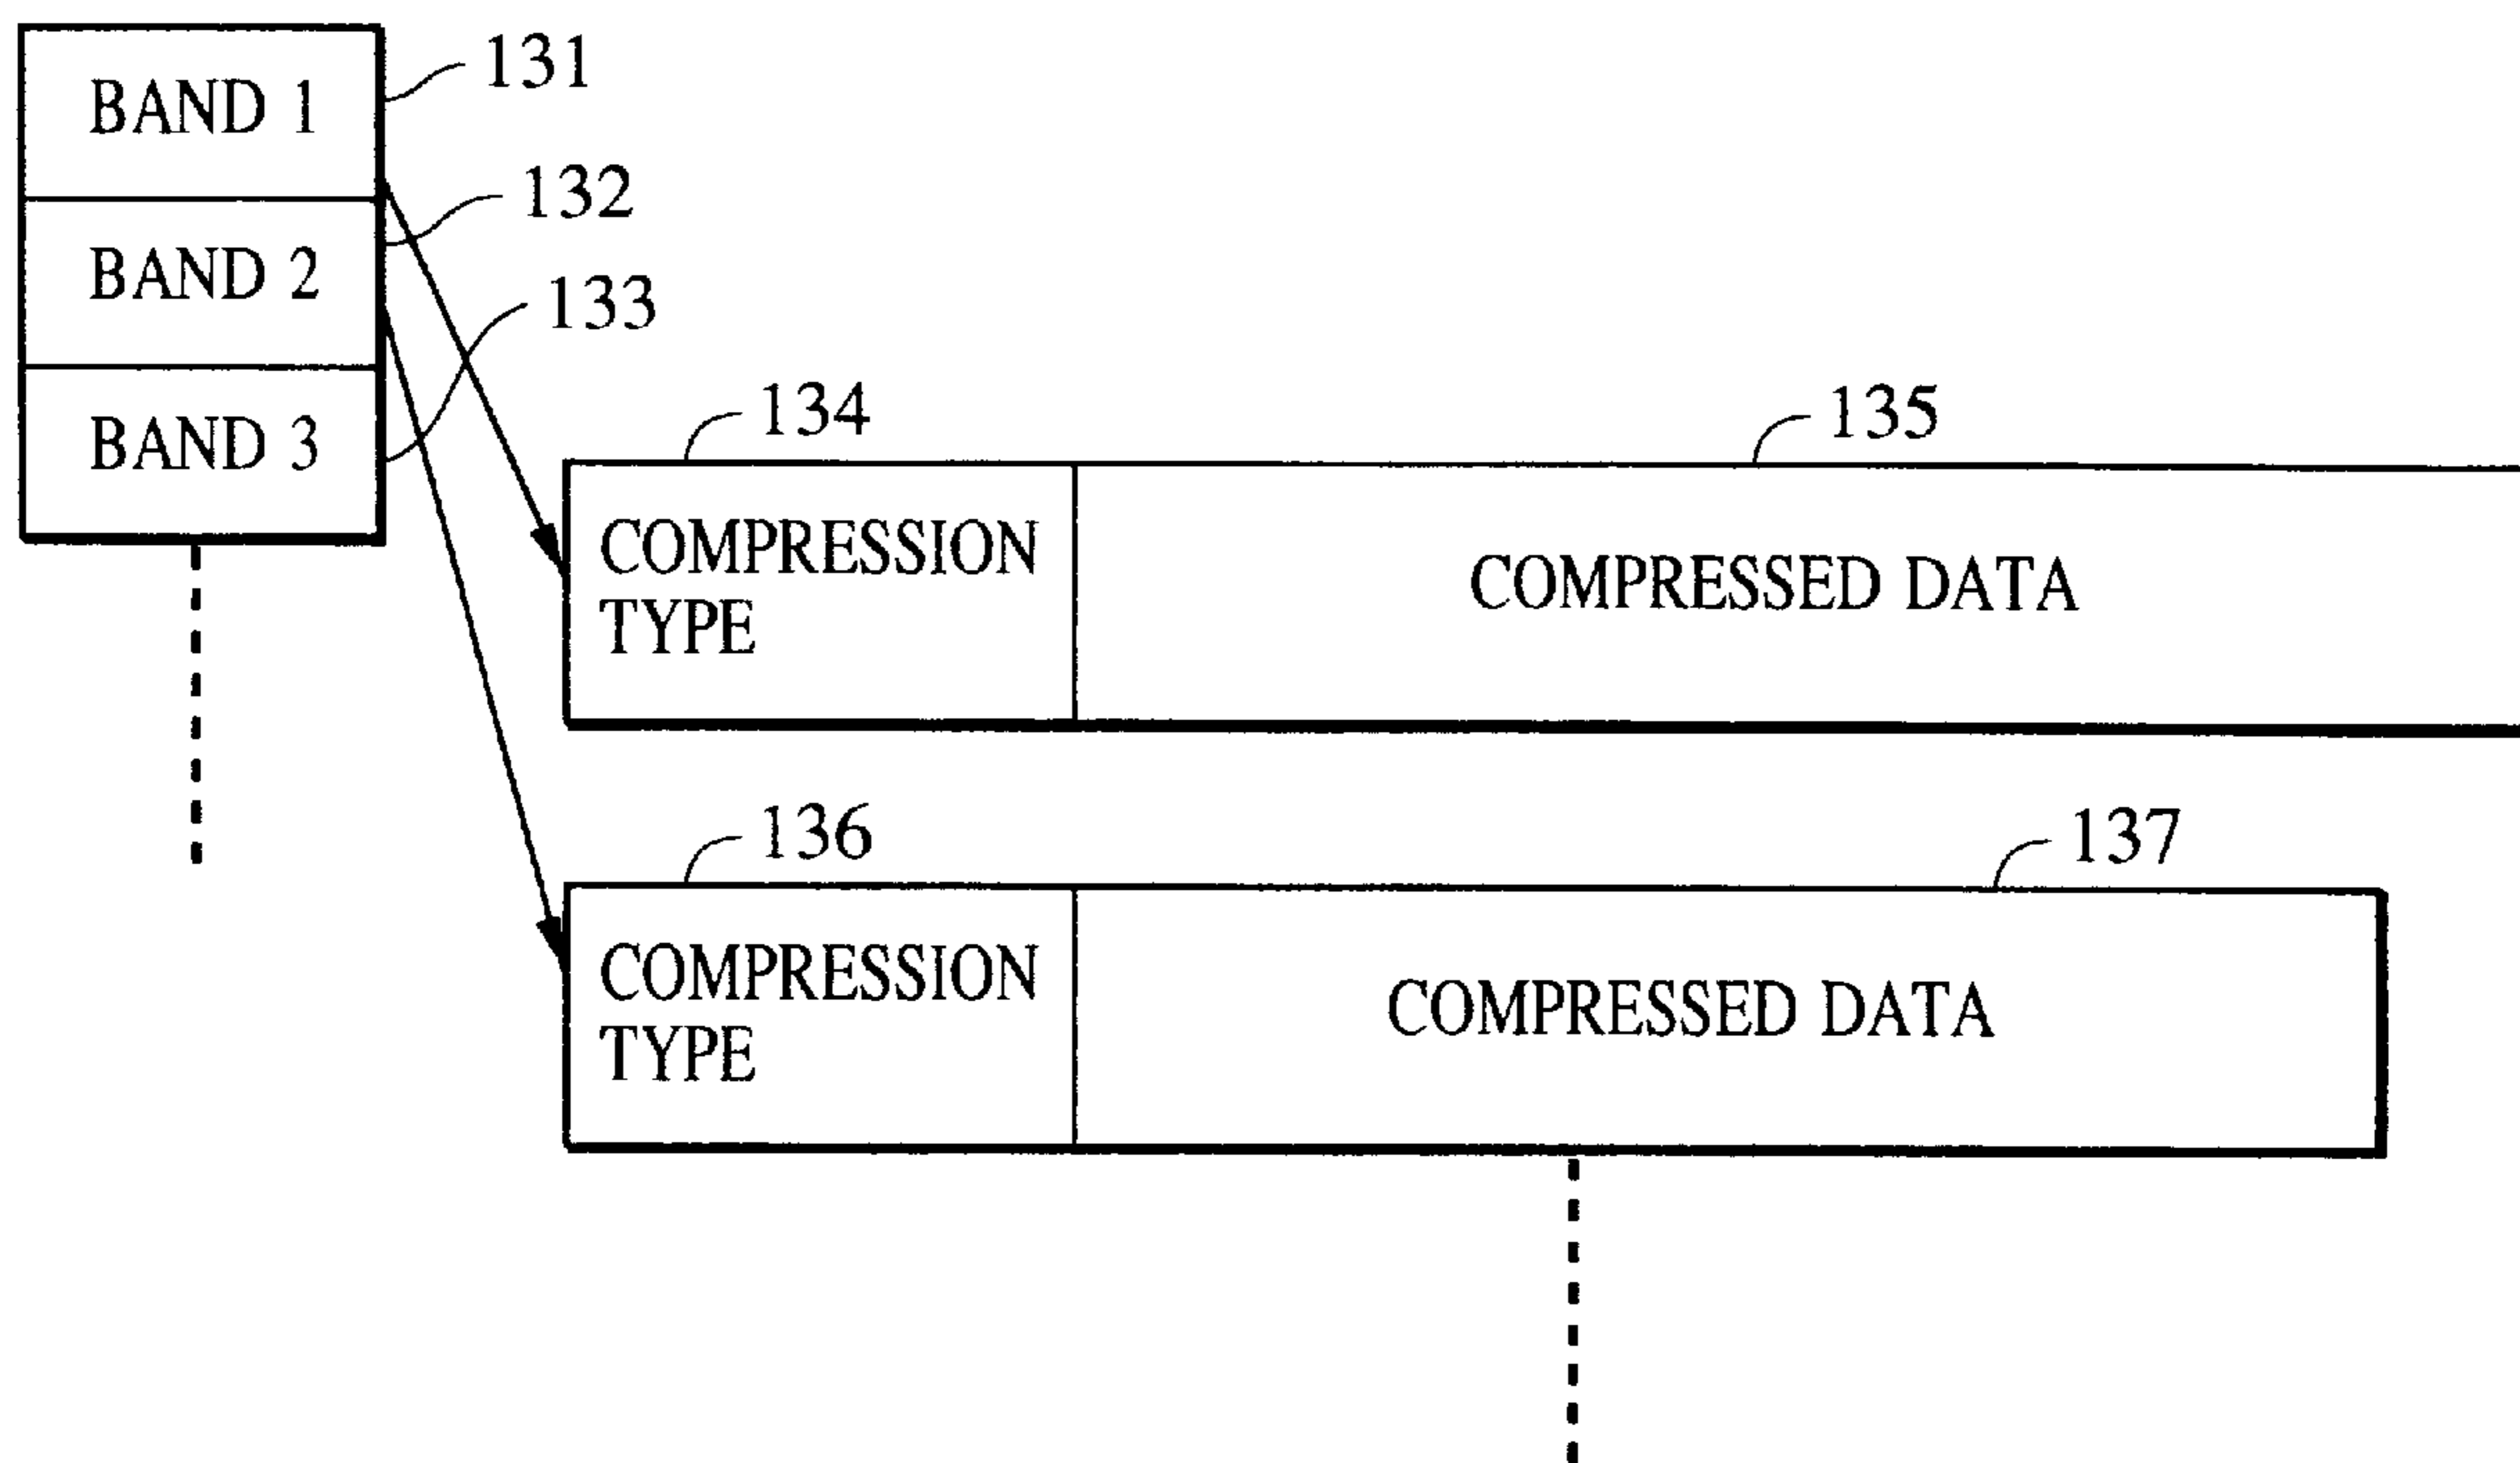 BAND 1
131
BAND 2
132
BAND 3
133
134
135
COMPRESSION
TYPE
COMPRESSED DATA
136
137
COMPRESSION
TYPE
COMPRESSED DATA